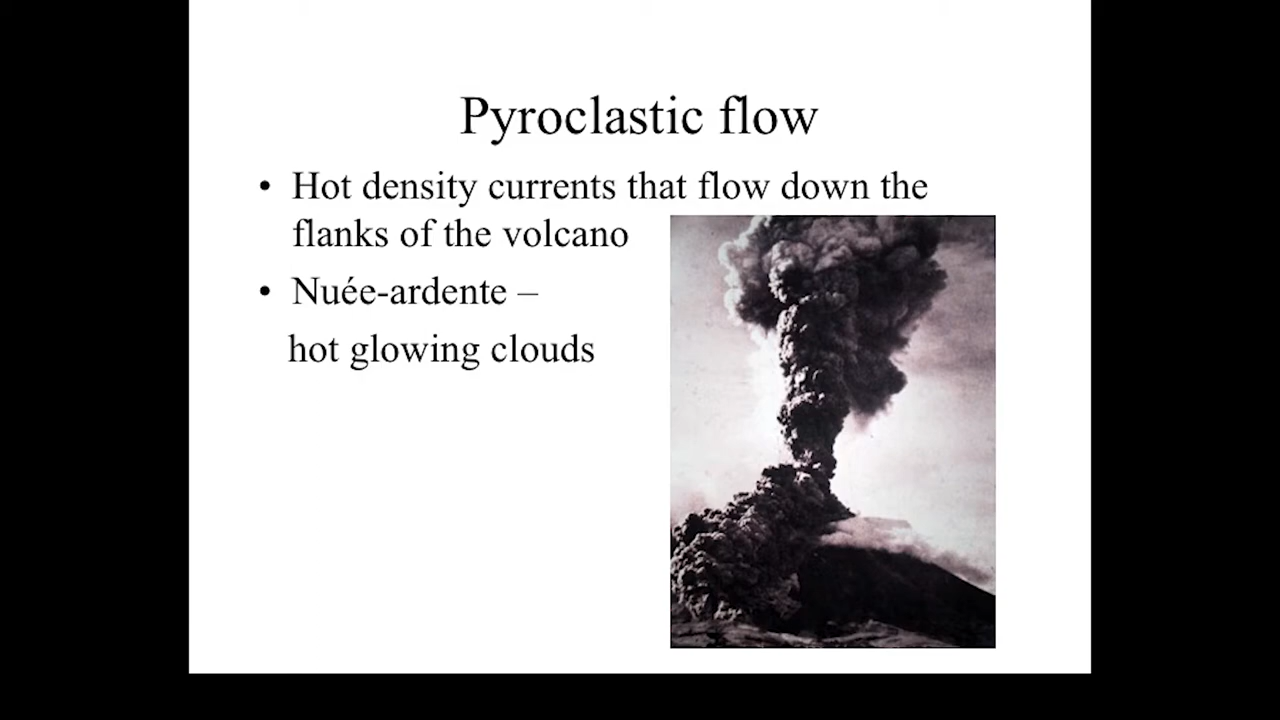 Pyroclastic flow
• Hot density currents that flow down the
flanks of the volcano
• Nuée-ardente –
hot glowing clouds